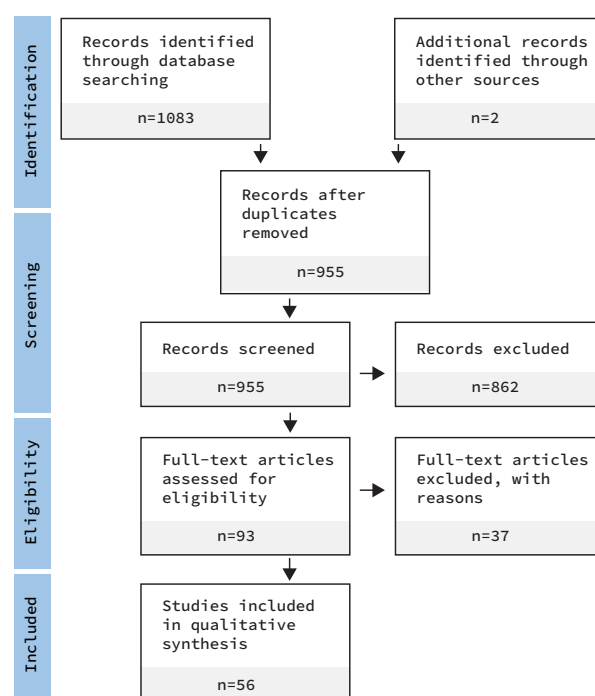 Identification
Records identified
through database
searching
n=1083
Additional records
identified through
other sources
n=2
Records after
duplicates
removed
n=955
Screening
Records screened
n=955
Records excluded
n=862
Eligibility
Full-text articles
assessed for
eligibility
n=93
Full-text articles
excluded, with
reasons
n=37
Included
Studies included
in qualitative
synthesis
n=56